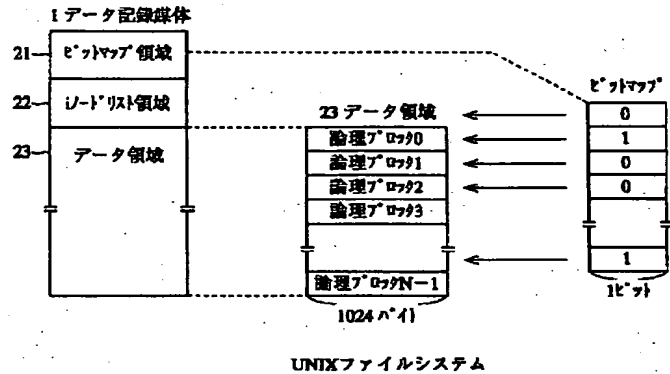 1 データ記録媒体
21 ビットマップ領域
22 iノードリスト領域
23 データ領域
23 データ領域
論理ブロック0
論理ブロック1
論理ブロック2
論理ブロック3
論理ブロックN-1
1024 バイト
ビットマップ
0
1
0
0
1
1ビット
UNIXファイルシステム